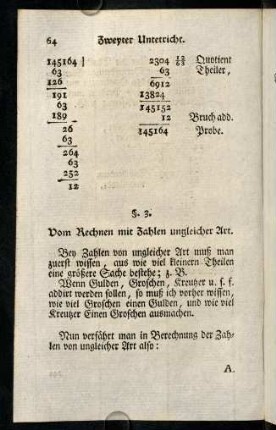 64 Zweyter Unterricht.
145164 | 2304 12/63 Quotient
63 63 Theiler,
126 6912
191 13824
63 145152
189 12 Bruch add.
26 145164 Probe.
63
264
63
252
12
§. 3.
Vom Rechnen mit Zahlen ungleicher Art.
Bey Zahlen von ungleicher Art muß man
zuerst wissen, aus wie viel kleinern Theilen
eine größere Sache bestehe; z. B.
Wenn Gulden, Groschen, Kreutzer u. s. f.
addirt werden sollen, so muß ich vorher wissen,
wie viel Groschen einen Gulden, und wie viel
Kreutzer Einen Groschen ausmachen.
Nun verfährt man in Berechnung der Zah-
len von ungleicher Art also:
A.